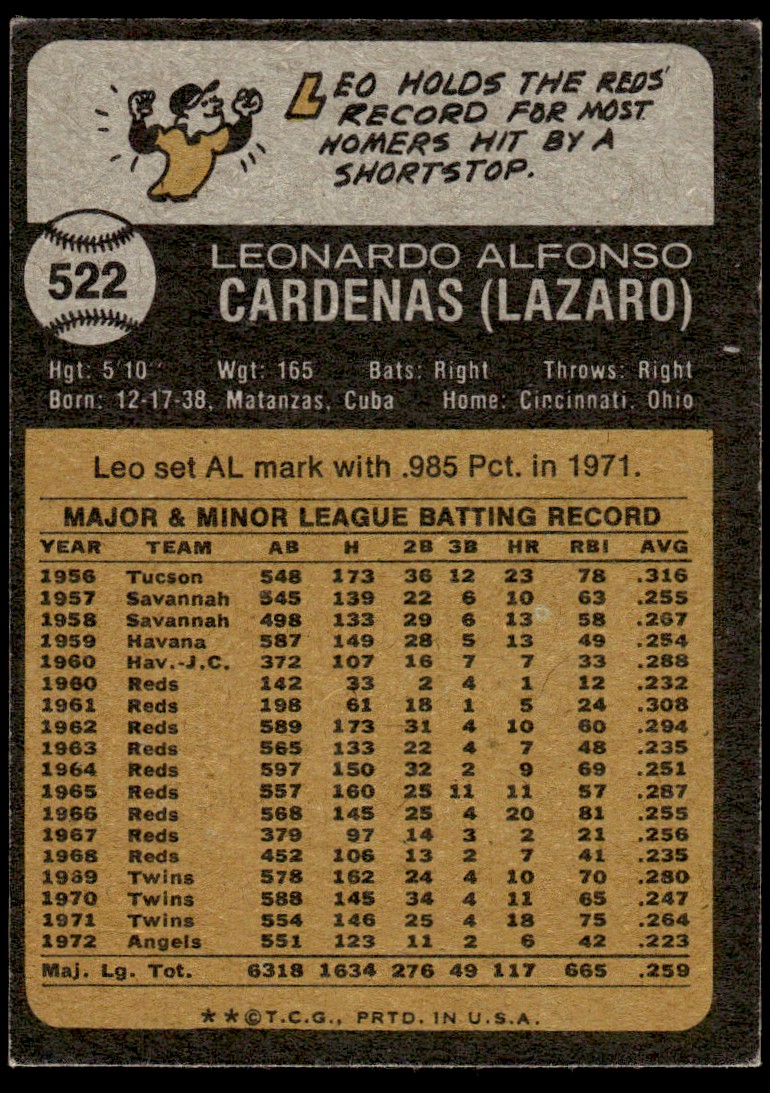 LEO HOLDS THE REDS'
RECORD FOR MOST
HOMERS HIT BY A
SHORTSTOP.
522
LEONARDO ALFONSO
CARDENAS (LAZARO)
Hgt: 5'10" Wgt: 165 Bats: Right Throws: Right
Born: 12-17-38, Matanzas, Cuba Home: Cincinnati, Ohio
Leo set AL mark with .985 Pct. in 1971.
MAJOR & MINOR LEAGUE BATTING RECORD
YEAR TEAM AB H 2B 3B HR RBI AVG
1956 Tucson 548 173 36 12 23 78 .316
1957 Savannah 545 139 22 6 10 63 .255
1958 Savannah 498 133 29 6 13 58 .267
1959 Havana 587 149 28 5 13 49 .254
1960 Hav.-J.C. 372 107 16 7 7 33 .288
1960 Reds 142 33 2 4 1 12 .232
1961 Reds 198 61 18 1 5 24 .308
1962 Reds 589 173 31 4 10 60 .294
1963 Reds 565 133 22 4 7 48 .235
1964 Reds 597 150 32 2 9 69 .251
1965 Reds 557 160 25 11 11 57 .287
1966 Reds 568 145 25 4 20 81 .255
1967 Reds 379 97 14 3 2 21 .256
1968 Reds 452 106 13 2 7 41 .235
1969 Twins 578 162 24 4 10 70 .280
1970 Twins 588 145 34 4 11 65 .247
1971 Twins 554 146 25 4 18 75 .264
1972 Angels 551 123 11 2 6 42 .223
Maj. Lg. Tot. 6318 1634 276 49 117 665 .259
**©T.C.G., PRTD. IN U.S.A.